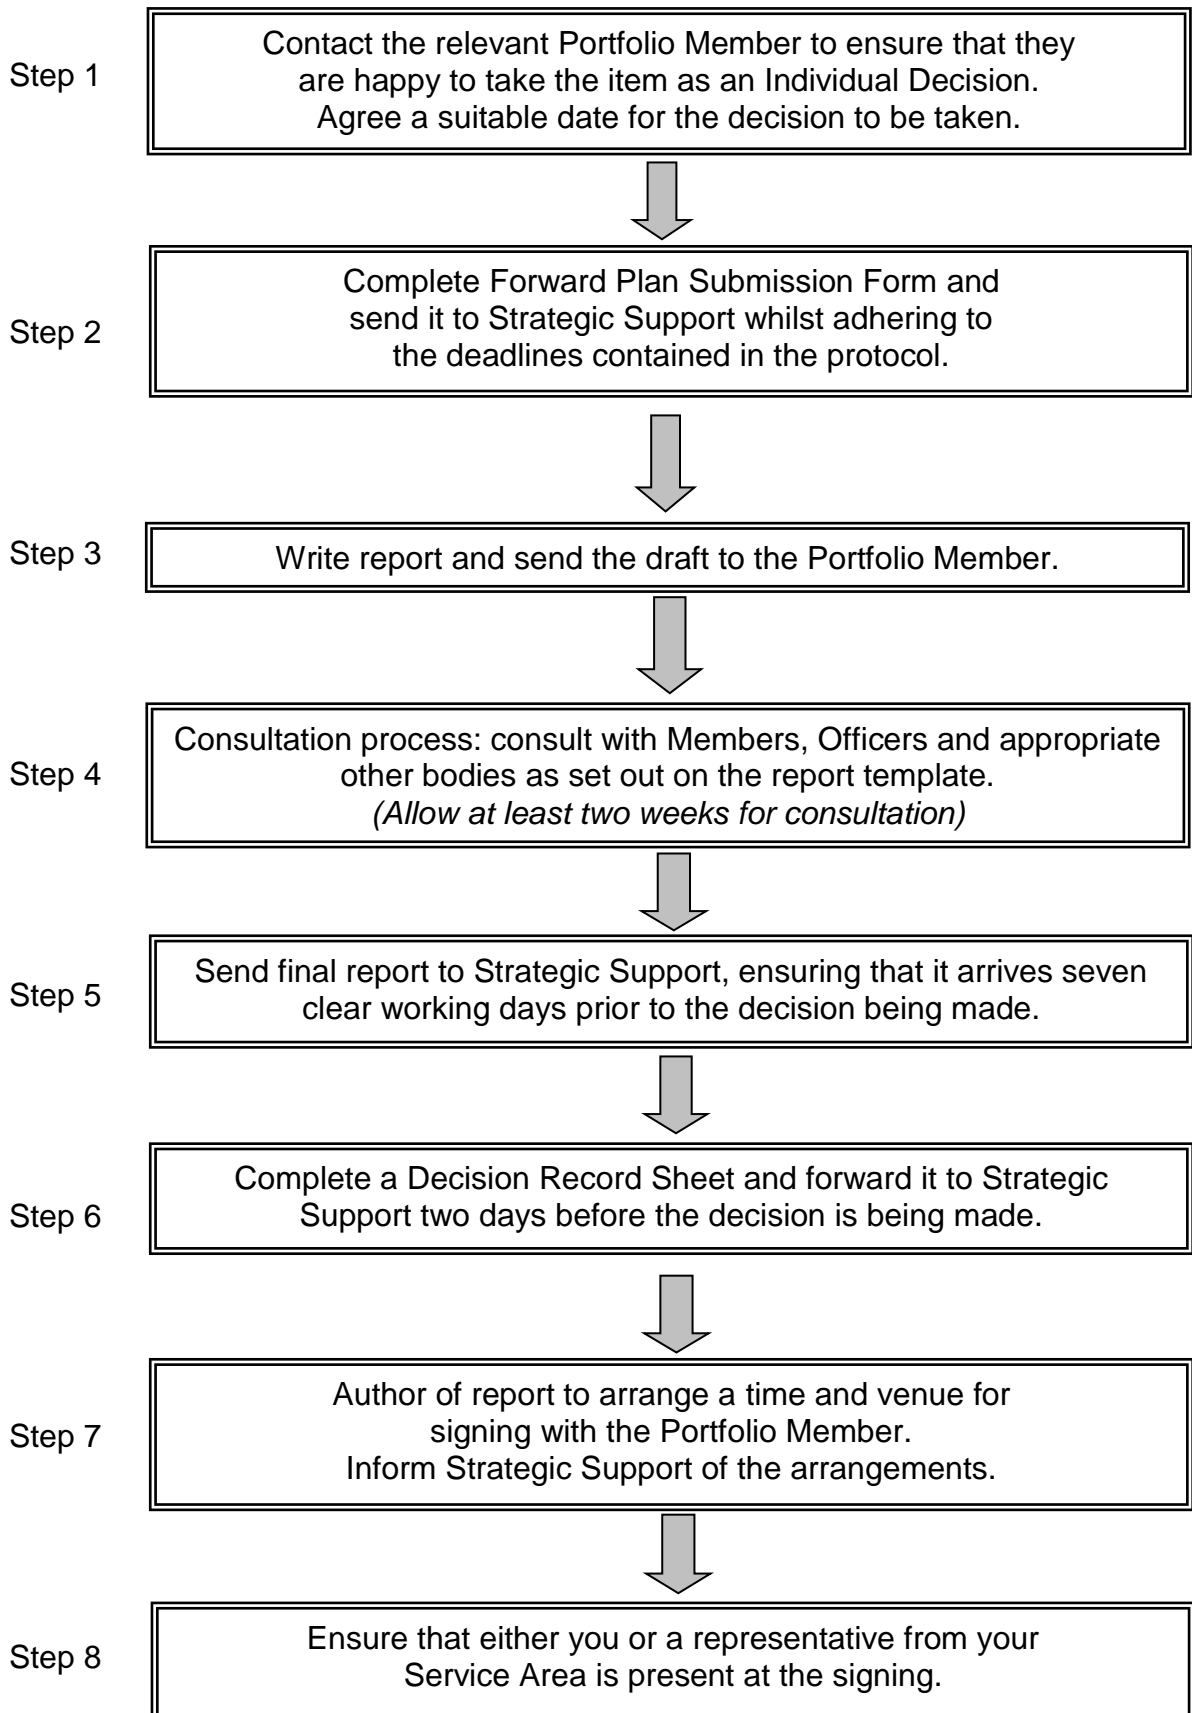 Step 1
Contact the relevant Portfolio Member to ensure that they
are happy to take the item as an Individual Decision.
Agree a suitable date for the decision to be taken.
Step 2
Complete Forward Plan Submission Form and
send it to Strategic Support whilst adhering to
the deadlines contained in the protocol.
Step 3
Write report and send the draft to the Portfolio Member.
Step 4
Consultation process: consult with Members, Officers and appropriate
other bodies as set out on the report template.
(Allow at least two weeks for consultation)
Step 5
Send final report to Strategic Support, ensuring that it arrives seven
clear working days prior to the decision being made.
Step 6
Complete a Decision Record Sheet and forward it to Strategic
Support two days before the decision is being made.
Step 7
Author of report to arrange a time and venue for
signing with the Portfolio Member.
Inform Strategic Support of the arrangements.
Step 8
Ensure that either you or a representative from your
Service Area is present at the signing.